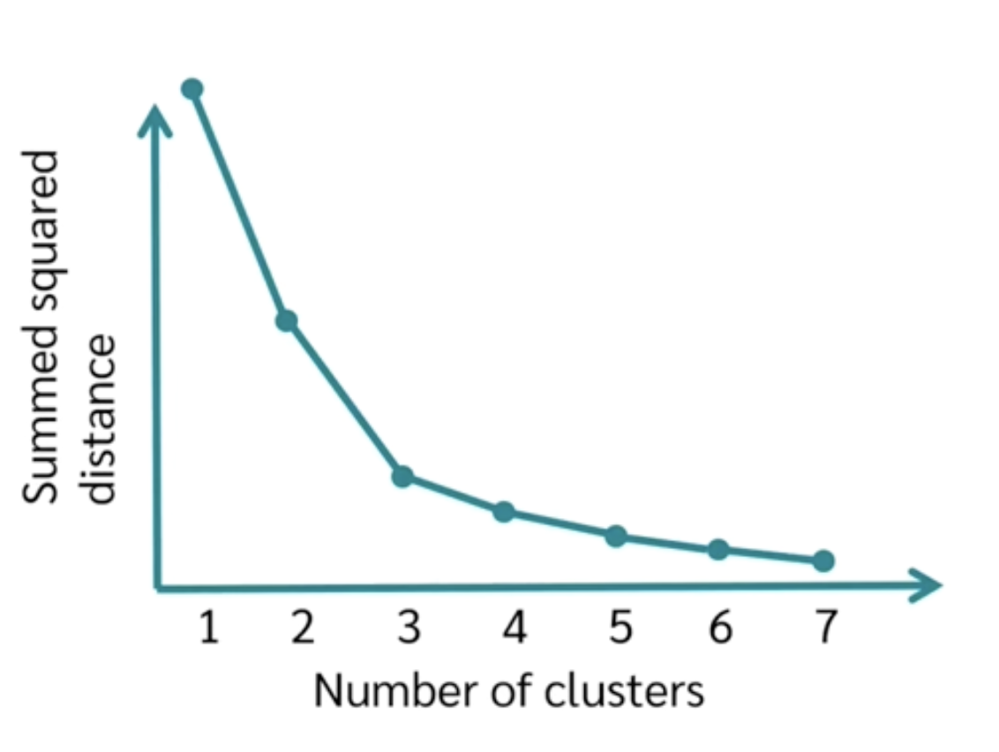 Summed squared
distance
1 2 3 4 5 6 7
Number of clusters